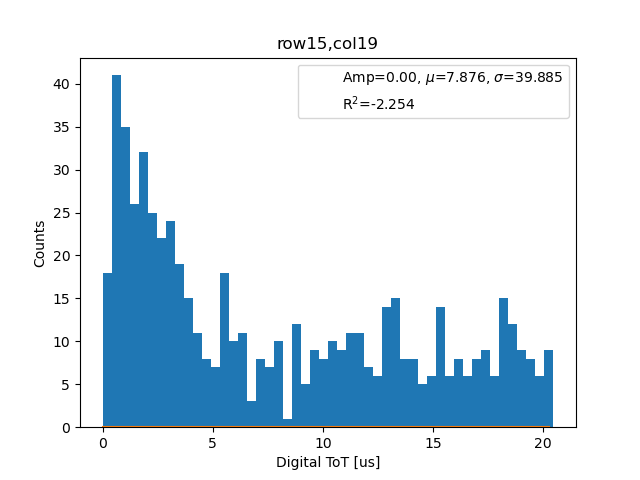 row15,col19
Amp=0.00, μ=7.876, σ=39.885
R²=-2.254
40
35
30
25
20
15
10
5
0
Counts
0 5 10 15 20
Digital ToT [us]